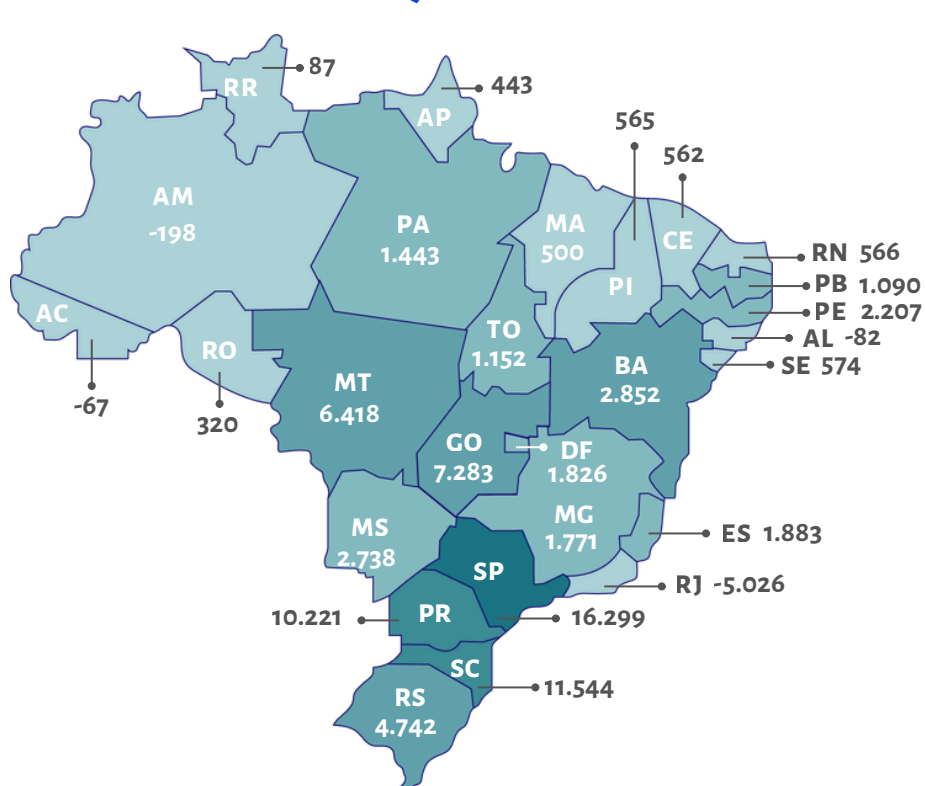 87
RR
443
AP
565
562
AM
-198
PA
1.443
MA
500
CE
RN 566
PI
PB 1.090
PE 2.207
AC
TO
1.152
AL -82
RO
SE 574
BA
2.852
MT
6.418
-67
320
GO
7.283
DF
1.826
MG
1.771
MS
2.738
ES 1.883
SP
RJ -5.026
10.221
PR
16.299
SC
11.544
RS
4.742